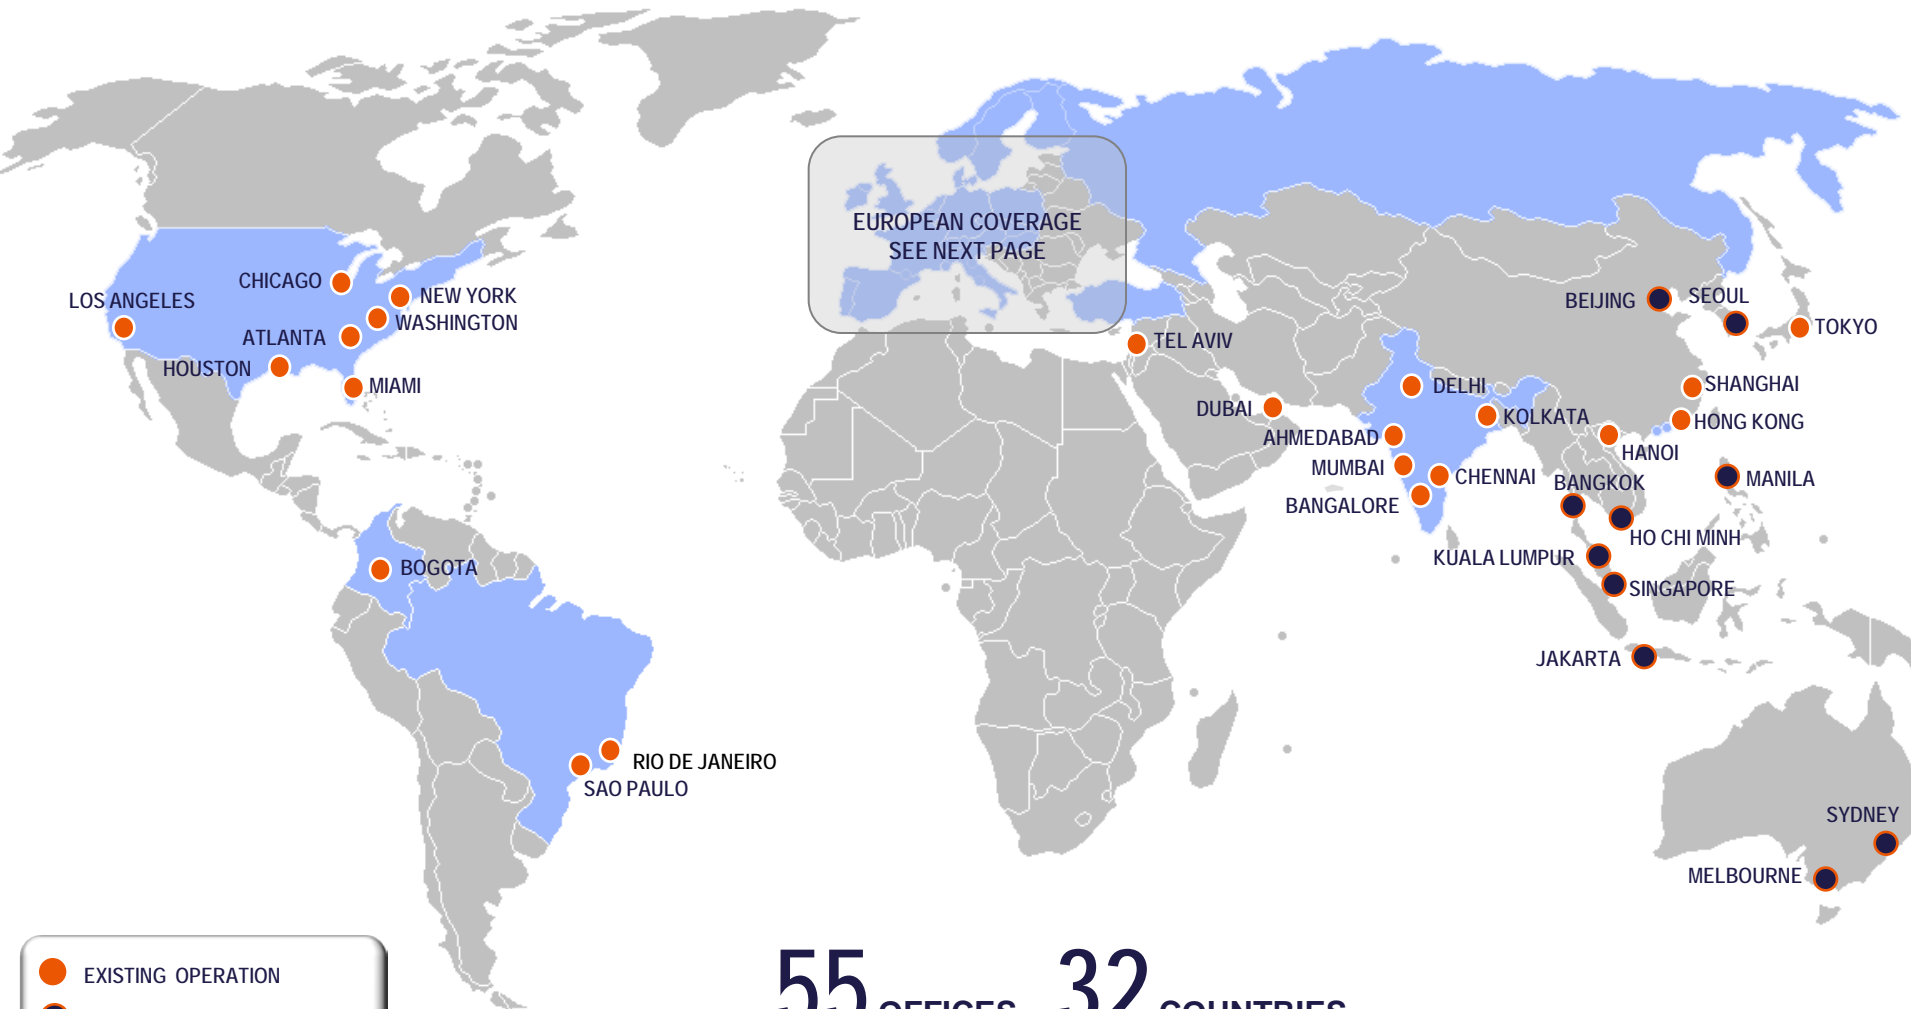 EUROPEAN COVERAGE
SEE NEXT PAGE
CHICAGO
LOS ANGELES
NEW YORK
WASHINGTON
ATLANTA
HOUSTON
MIAMI
BEIJING
SEOUL
TOKYO
TEL AVIV
DELHI
SHANGHAI
DUBAI
KOLKATA
HONG KONG
AHMEDABAD
HANOI
MUMBAI
CHENNAI
BANGKOK
MANILA
BANGALORE
HO CHI MINH
KUALA LUMPUR
BOGOTA
SINGAPORE
JAKARTA
RIO DE JANEIRO
SAO PAULO
SYDNEY
MELBOURNE
EXISTING OPERATION
55 OFFICES 32 COUNTRIES